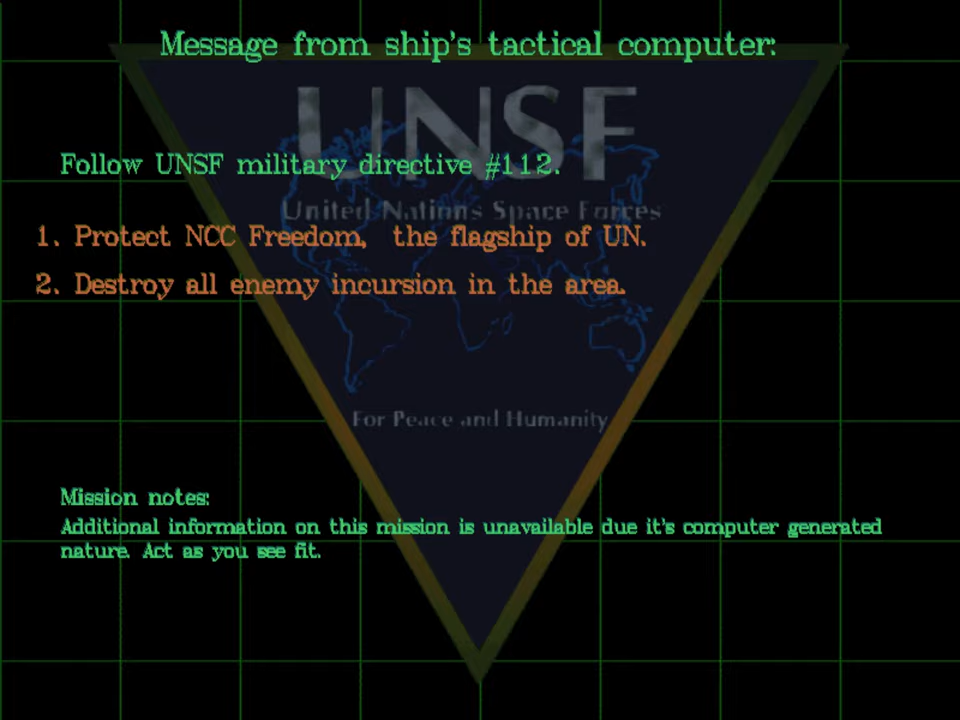 Message from ship's tactical computer:
UNSF
Follow UNSF military directive #112.
United Nations Space Forces
1. Protect NCC Freedom, the flagship of UN.
2. Destroy all enemy incursion in the area.
For Peace and Humanity
Mission notes:
Additional information on this mission is unavailable due it's computer generated
nature. Act as you see fit.